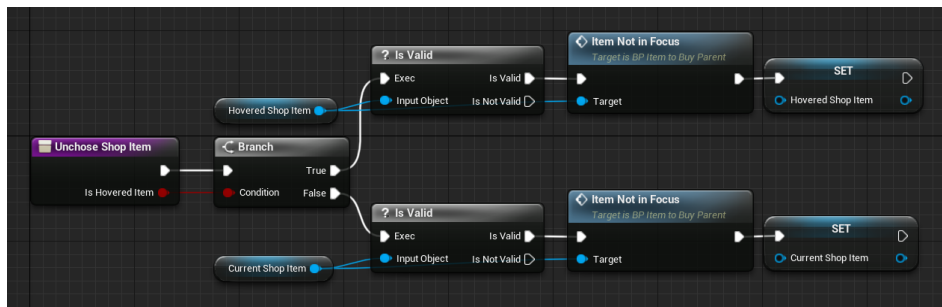 ? Is Valid
Exec
Is Valid
Input Object
Is Not Valid
Item Not in Focus
Target is BP Item to Buy Parent
Target
SET
Hovered Shop Item
Hovered Shop Item
Unchose Shop Item
Is Hovered Item
Branch
True
Condition
False
? Is Valid
Exec
Is Valid
Input Object
Is Not Valid
Item Not in Focus
Target is BP Item to Buy Parent
Target
SET
Current Shop Item
Current Shop Item